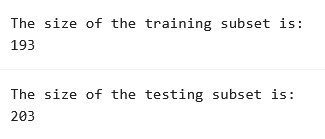 The size of the training subset is:
193
The size of the testing subset is:
203